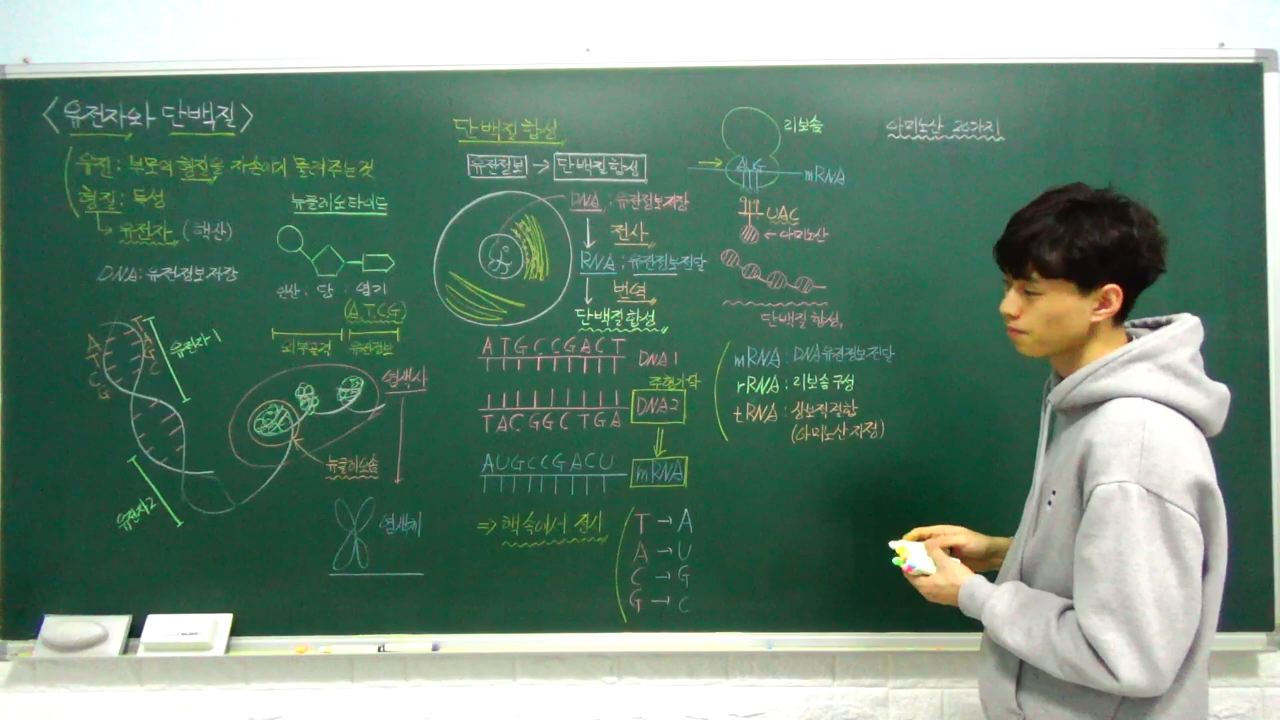 <유전자와 단백질>
유전 : 부모의 형질을 자손에게 물려주는것
형질 : 특성
→ 유전자 (핵산)
DNA : 유전정보저장
A
T
C
G
유전자1
유전자2
뉴클레오타이드
인산 : 당 : 염기
(A.T.C.G)
외부골격 유전정보
염색사
뉴클레오솜
염색체
단백질합성
유전정보 → 단백질합성
DNA : 유전정보저장
↓ 전사
RNA : 유전정보전달
↓ 번역
단백질합성
ATGCCGACT DNA1
주형가닥
DNA2
TACGGCTGA
AUGCCGACU mRNA
⇒ 핵속에서 전사
T → A
A → U
C → G
G → C
리보솜
→ AUG mRNA
UAC
← 아미노산
단백질 합성.
mRNA : DNA유전정보전달
rRNA : 리보솜구성
tRNA : 상보적결합
(아미노산지정)
아미노산 20가지